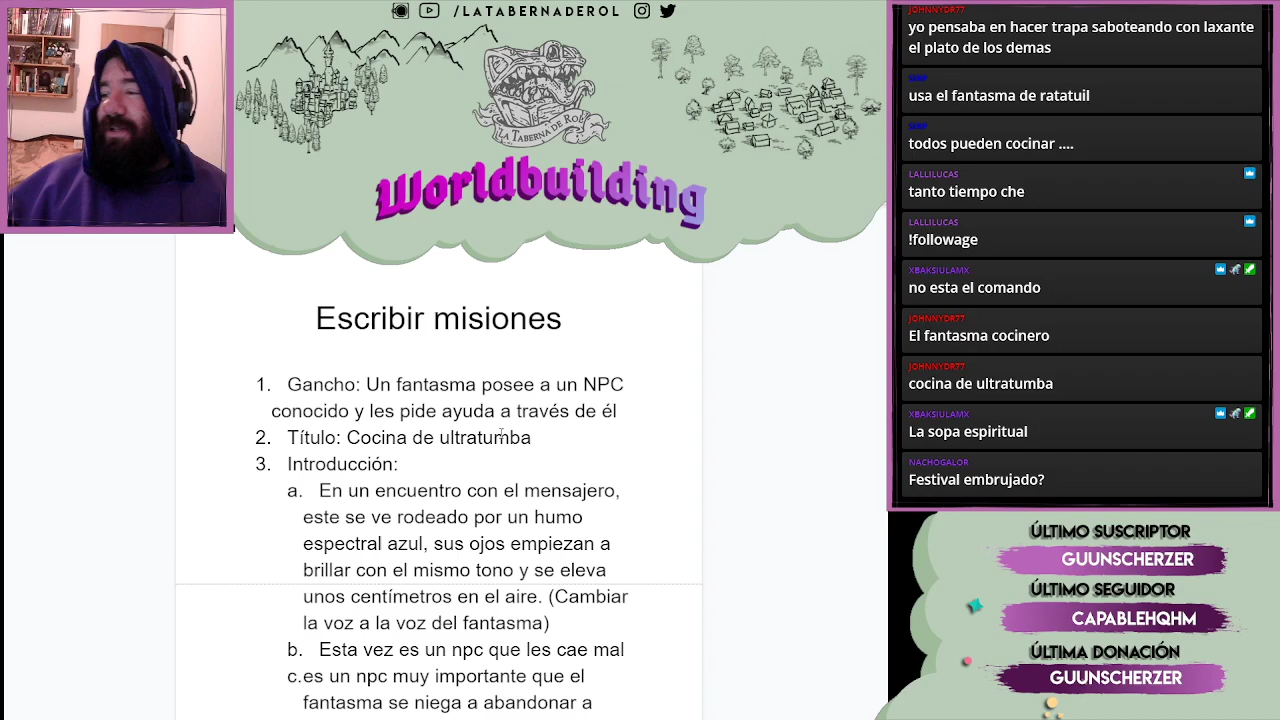 /LATABERNADEROL
LA TABERNA DE ROL
Worldbuilding
Escribir misiones
1. Gancho: Un fantasma posee a un NPC
conocido y les pide ayuda a través de él
2. Título: Cocina de ultratumba
3. Introducción:
a. En un encuentro con el mensajero,
este se ve rodeado por un humo
espectral azul, sus ojos empiezan a
brillar con el mismo tono y se eleva
unos centímetros en el aire. (Cambiar
la voz a la voz del fantasma)
b. Esta vez es un npc que les cae mal
c.es un npc muy importante que el
fantasma se niega a abandonar a
JOHNNYDR77
yo pensaba en hacer trapa saboteando con laxante
el plato de los demas
usa el fantasma de ratatuil
todos pueden cocinar ....
LALLILUCAS
tanto tiempo che
LALLILUCAS
!followage
XBAKSIULAMX
no esta el comando
JOHNNYDR77
El fantasma cocinero
JOHNNYDR77
cocina de ultratumba
XBAKSIULAMX
La sopa espiritual
NACHOGALOR
Festival embrujado?
ÚLTIMO SUSCRIPTOR
GUUNSCHERZER
ÚLTIMO SEGUIDOR
CAPABLEHQHM
ÚLTIMA DONACIÓN
GUUNSCHERZER